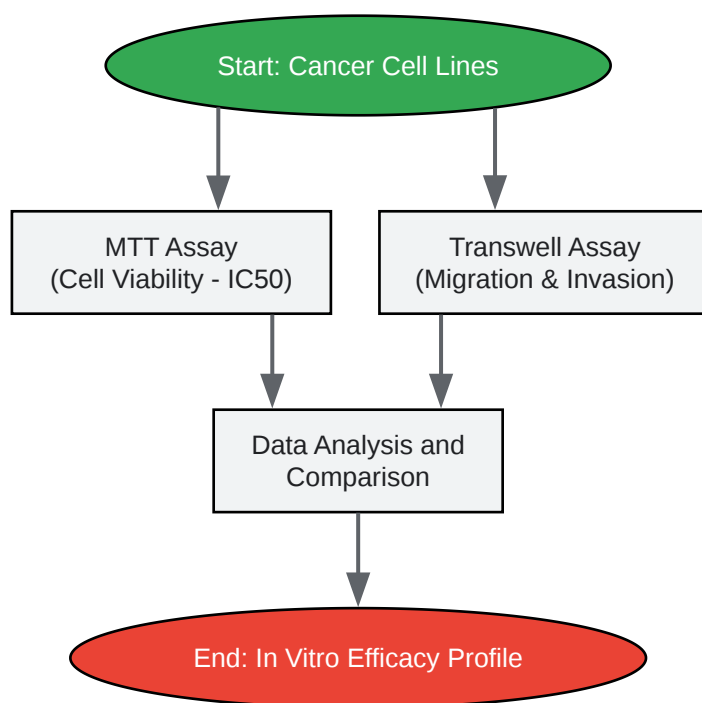 Start: Cancer Cell Lines
MTT Assay
(Cell Viability - IC50)
Transwell Assay
(Migration & Invasion)
Data Analysis and
Comparison
End: In Vitro Efficacy Profile